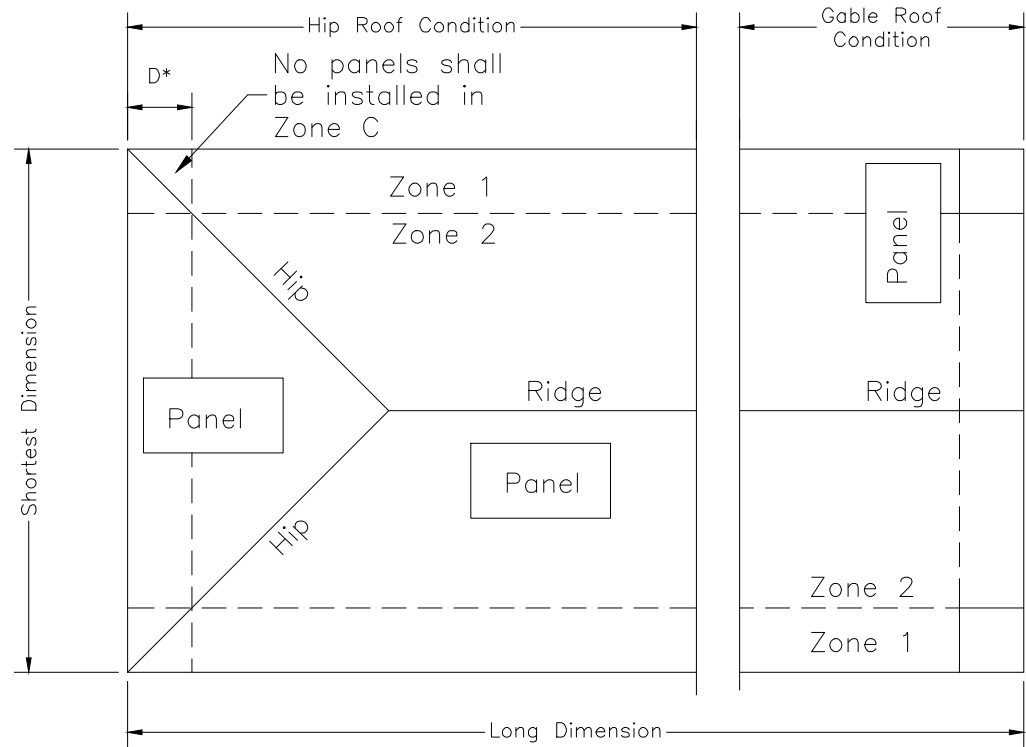 Hip Roof Condition
Gable Roof
Condition
D*
No panels shall
be installed in
Zone C
Zone 1
Zone 2
Panel
Hip
Shortest Dimension
Panel
Ridge
Ridge
Panel
Hip
Zone 2
Zone 1
Long Dimension